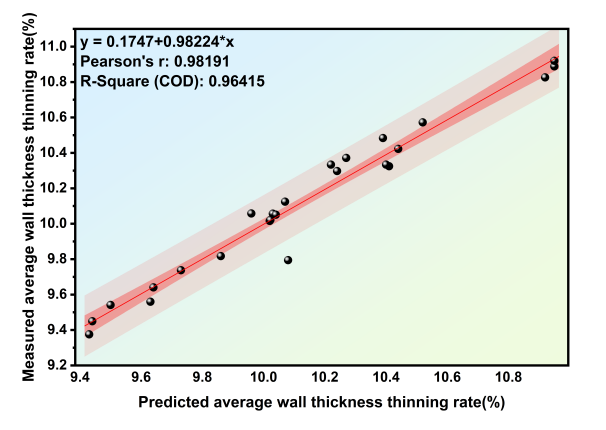 y = 0.1747+0.98224*x
Pearson's r: 0.98191
R-Square (COD): 0.96415
Measured average wall thickness thinning rate(%)
11.0
10.8
10.6
10.4
10.2
10.0
9.8
9.6
9.4
9.2
9.4 9.6 9.8 10.0 10.2 10.4 10.6 10.8
Predicted average wall thickness thinning rate(%)